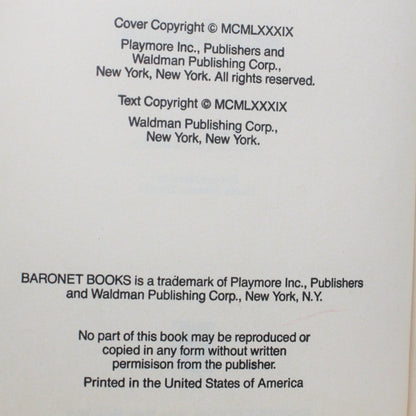 Cover Copyright © MCMLXXXIX
Playmore Inc., Publishers and
Waldman Publishing Corp.,
New York, New York. All rights reserved.
Text Copyright © MCMLXXXIX
Waldman Publishing Corp.,
New York, New York.
BARONET BOOKS is a trademark of Playmore Inc., Publishers
and Waldman Publishing Corp., New York, N.Y.
No part of this book may be reproduced or
copied in any form without written
permisison from the publisher.
Printed in the United States of America